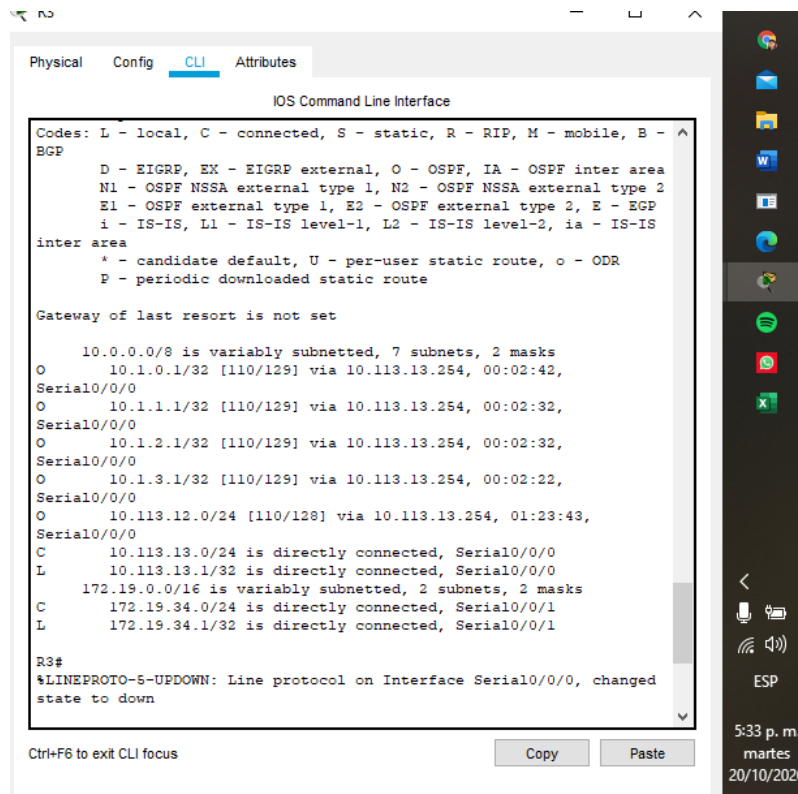 R3
Physical Config CLI Attributes
IOS Command Line Interface
Codes: L - local, C - connected, S - static, R - RIP, M - mobile, B -
BGP
D - EIGRP, EX - EIGRP external, O - OSPF, IA - OSPF inter area
N1 - OSPF NSSA external type 1, N2 - OSPF NSSA external type 2
E1 - OSPF external type 1, E2 - OSPF external type 2, E - EGP
i - IS-IS, L1 - IS-IS level-1, L2 - IS-IS level-2, ia - IS-IS
inter area
* - candidate default, U - per-user static route, o - ODR
P - periodic downloaded static route
Gateway of last resort is not set
10.0.0.0/8 is variably subnetted, 7 subnets, 2 masks
O 10.1.0.1/32 [110/129] via 10.113.13.254, 00:02:42,
Serial0/0/0
O 10.1.1.1/32 [110/129] via 10.113.13.254, 00:02:32,
Serial0/0/0
O 10.1.2.1/32 [110/129] via 10.113.13.254, 00:02:32,
Serial0/0/0
O 10.1.3.1/32 [110/129] via 10.113.13.254, 00:02:22,
Serial0/0/0
O 10.113.12.0/24 [110/128] via 10.113.13.254, 01:23:43,
Serial0/0/0
C 10.113.13.0/24 is directly connected, Serial0/0/0
L 10.113.13.1/32 is directly connected, Serial0/0/0
172.19.0.0/16 is variably subnetted, 2 subnets, 2 masks
C 172.19.34.0/24 is directly connected, Serial0/0/1
L 172.19.34.1/32 is directly connected, Serial0/0/1
R3#
%LINEPROTO-5-UPDOWN: Line protocol on Interface Serial0/0/0, changed
state to down
Ctrl+F6 to exit CLI focus
Copy
Paste
ESP
5:33 p. m.
martes